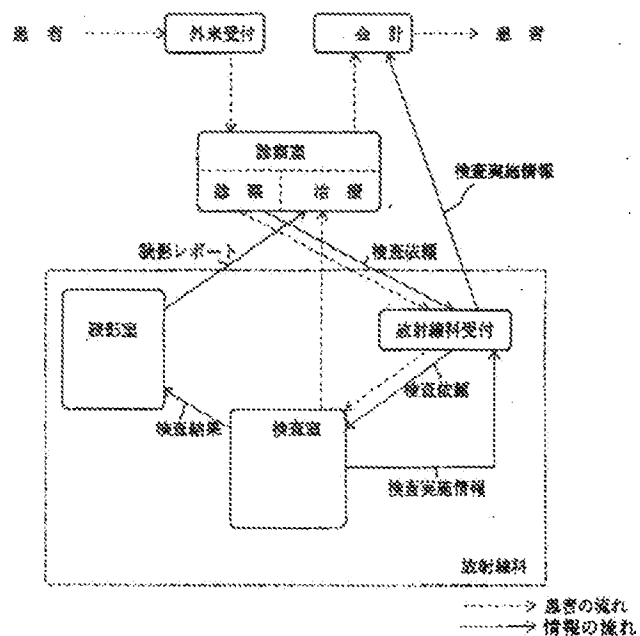 患者
外来受付
会計
患者
診察室
診察
治療
検査実施情報
読影レポート
検査依頼
読影室
放射線科受付
検査依頼
検査結果
検査室
検査実施情報
放射線科
患者の流れ
情報の流れ